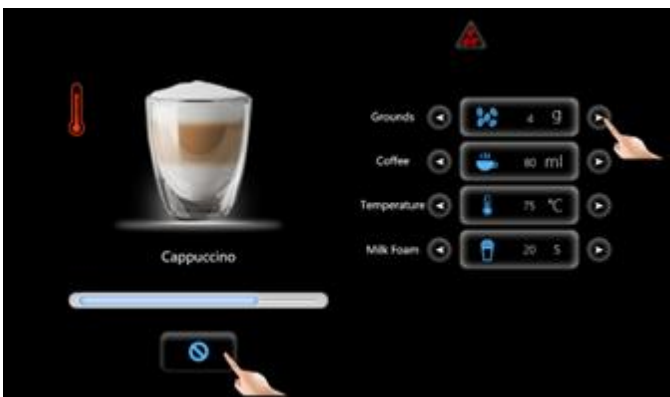 Grounds 4 g
Coffee 80 ml
Temperature 75 °C
Milk Foam 20 S
Cappuccino